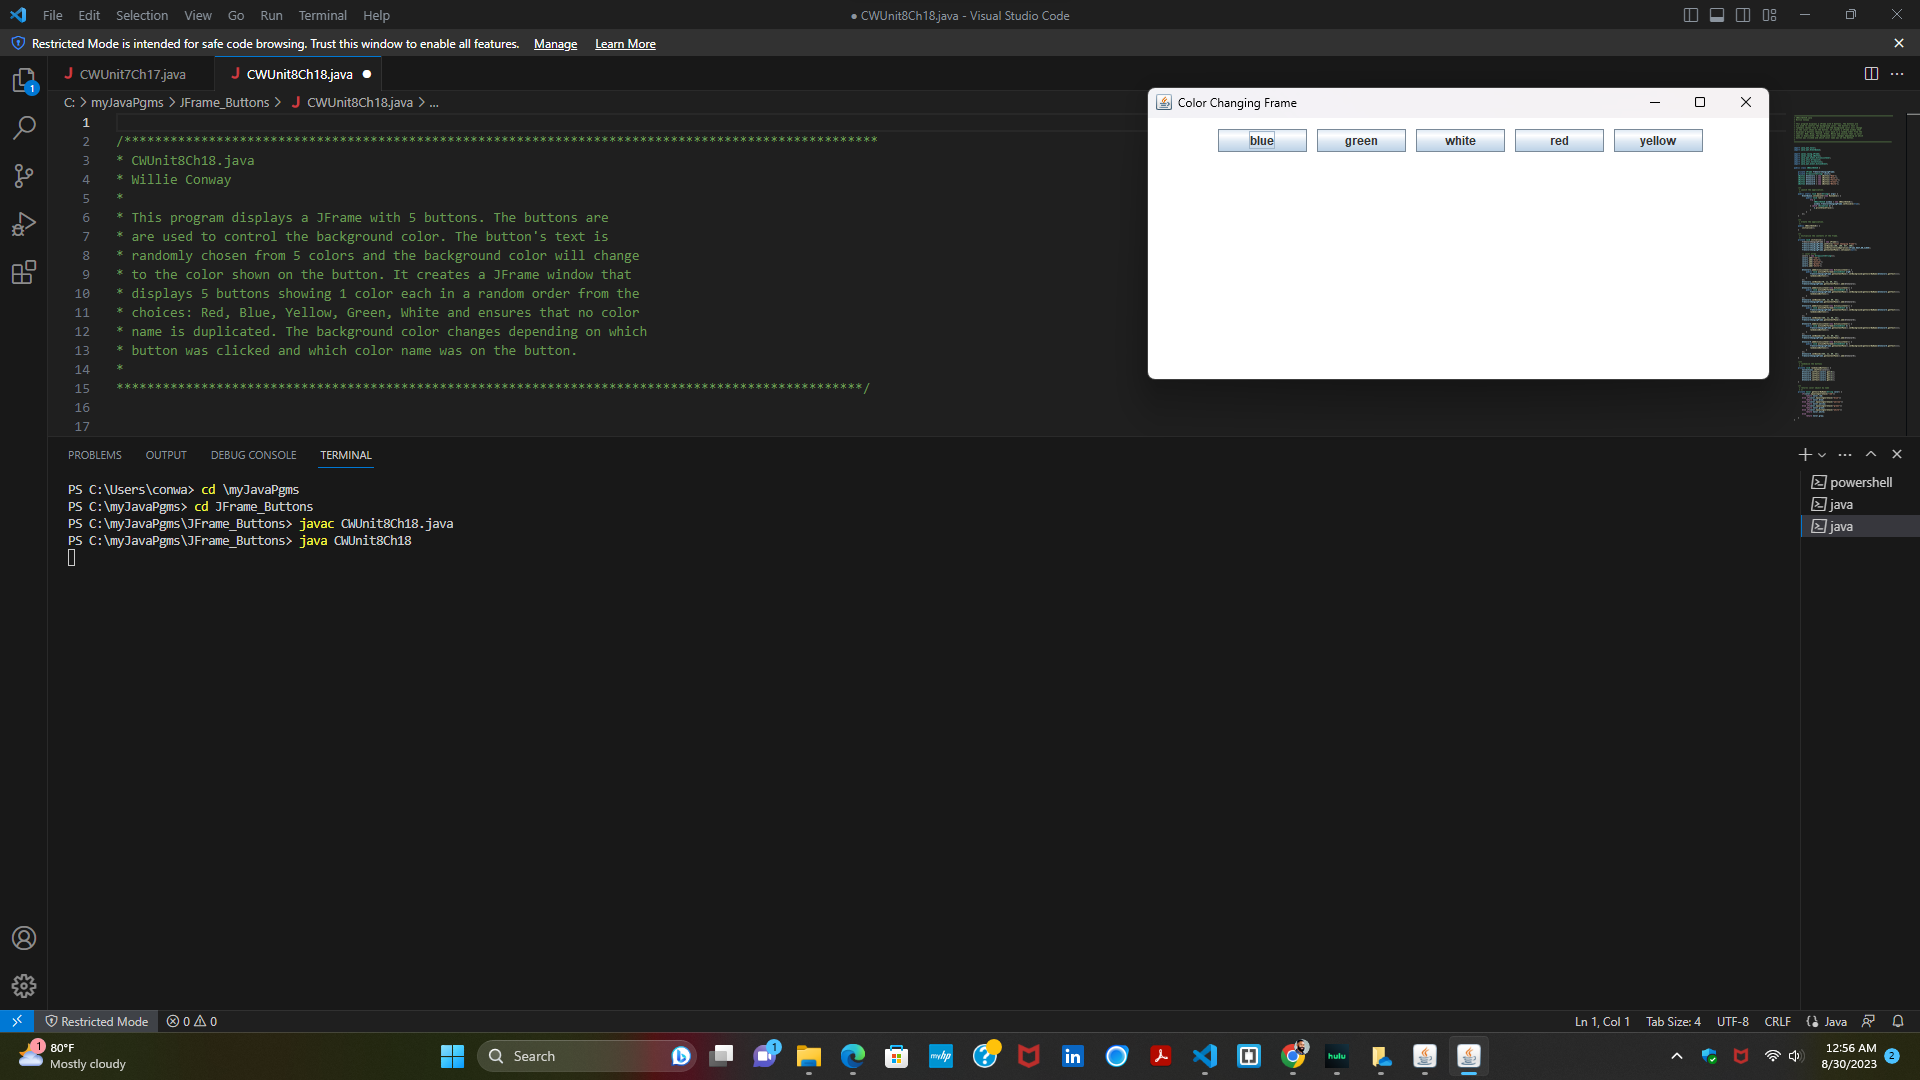 File Edit Selection View Go Run Terminal Help
● CWUnit8Ch18.java - Visual Studio Code
Restricted Mode is intended for safe code browsing. Trust this window to enable all features. Manage Learn More
J CWUnit7Ch17.java
J CWUnit8Ch18.java
C: > myJavaPgms > JFrame_Buttons > J CWUnit8Ch18.java > ...
1
2 /**************************************************************************************************
3 * CWUnit8Ch18.java
4 * Willie Conway
5 *
6 * This program displays a JFrame with 5 buttons. The buttons are
7 * are used to control the background color. The button's text is
8 * randomly chosen from 5 colors and the background color will change
9 * to the color shown on the button. It creates a JFrame window that
10 * displays 5 buttons showing 1 color each in a random order from the
11 * choices: Red, Blue, Yellow, Green, White and ensures that no color
12 * name is duplicated. The background color changes depending on which
13 * button was clicked and which color name was on the button.
14 *
15 *************************************************************************************************/
16
17
Color Changing Frame
blue green white red yellow
PROBLEMS OUTPUT DEBUG CONSOLE TERMINAL
PS C:\Users\conwa> cd \myJavaPgms
PS C:\myJavaPgms> cd JFrame_Buttons
PS C:\myJavaPgms\JFrame_Buttons> javac CWUnit8Ch18.java
PS C:\myJavaPgms\JFrame_Buttons> java CWUnit8Ch18
powershell
java
java
1
Restricted Mode 0 0
Ln 1, Col 1 Tab Size: 4 UTF-8 CRLF Java
1
80°F
Mostly cloudy
Search
1
myhp
in
hulu
12:56 AM
8/30/2023
2